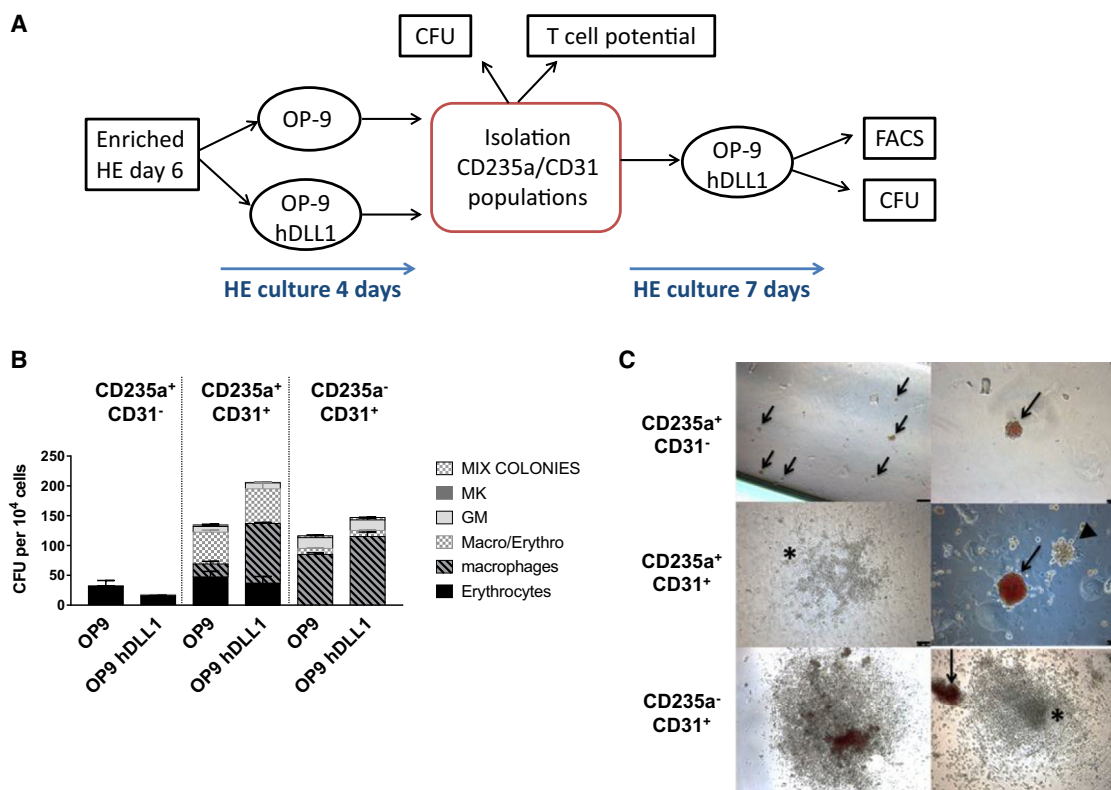 A
CFU
T cell potential
Enriched
HE day 6
OP-9
OP-9
hDLL1
Isolation
CD235a/CD31
populations
OP-9
hDLL1
FACS
CFU
HE culture 4 days
HE culture 7 days
B
CD235a⁺
CD31⁻
CD235a⁺
CD31⁺
CD235a⁻
CD31⁺
CFU per 10⁴ cells
250
200
150
100
50
0
OP9
OP9 hDLL1
OP9
OP9 hDLL1
OP9
OP9 hDLL1
MIX COLONIES
MK
GM
Macro/Erythro
macrophages
Erythrocytes
C
CD235a⁺
CD31⁻
CD235a⁺
CD31⁺
*
CD235a⁻
CD31⁺
*